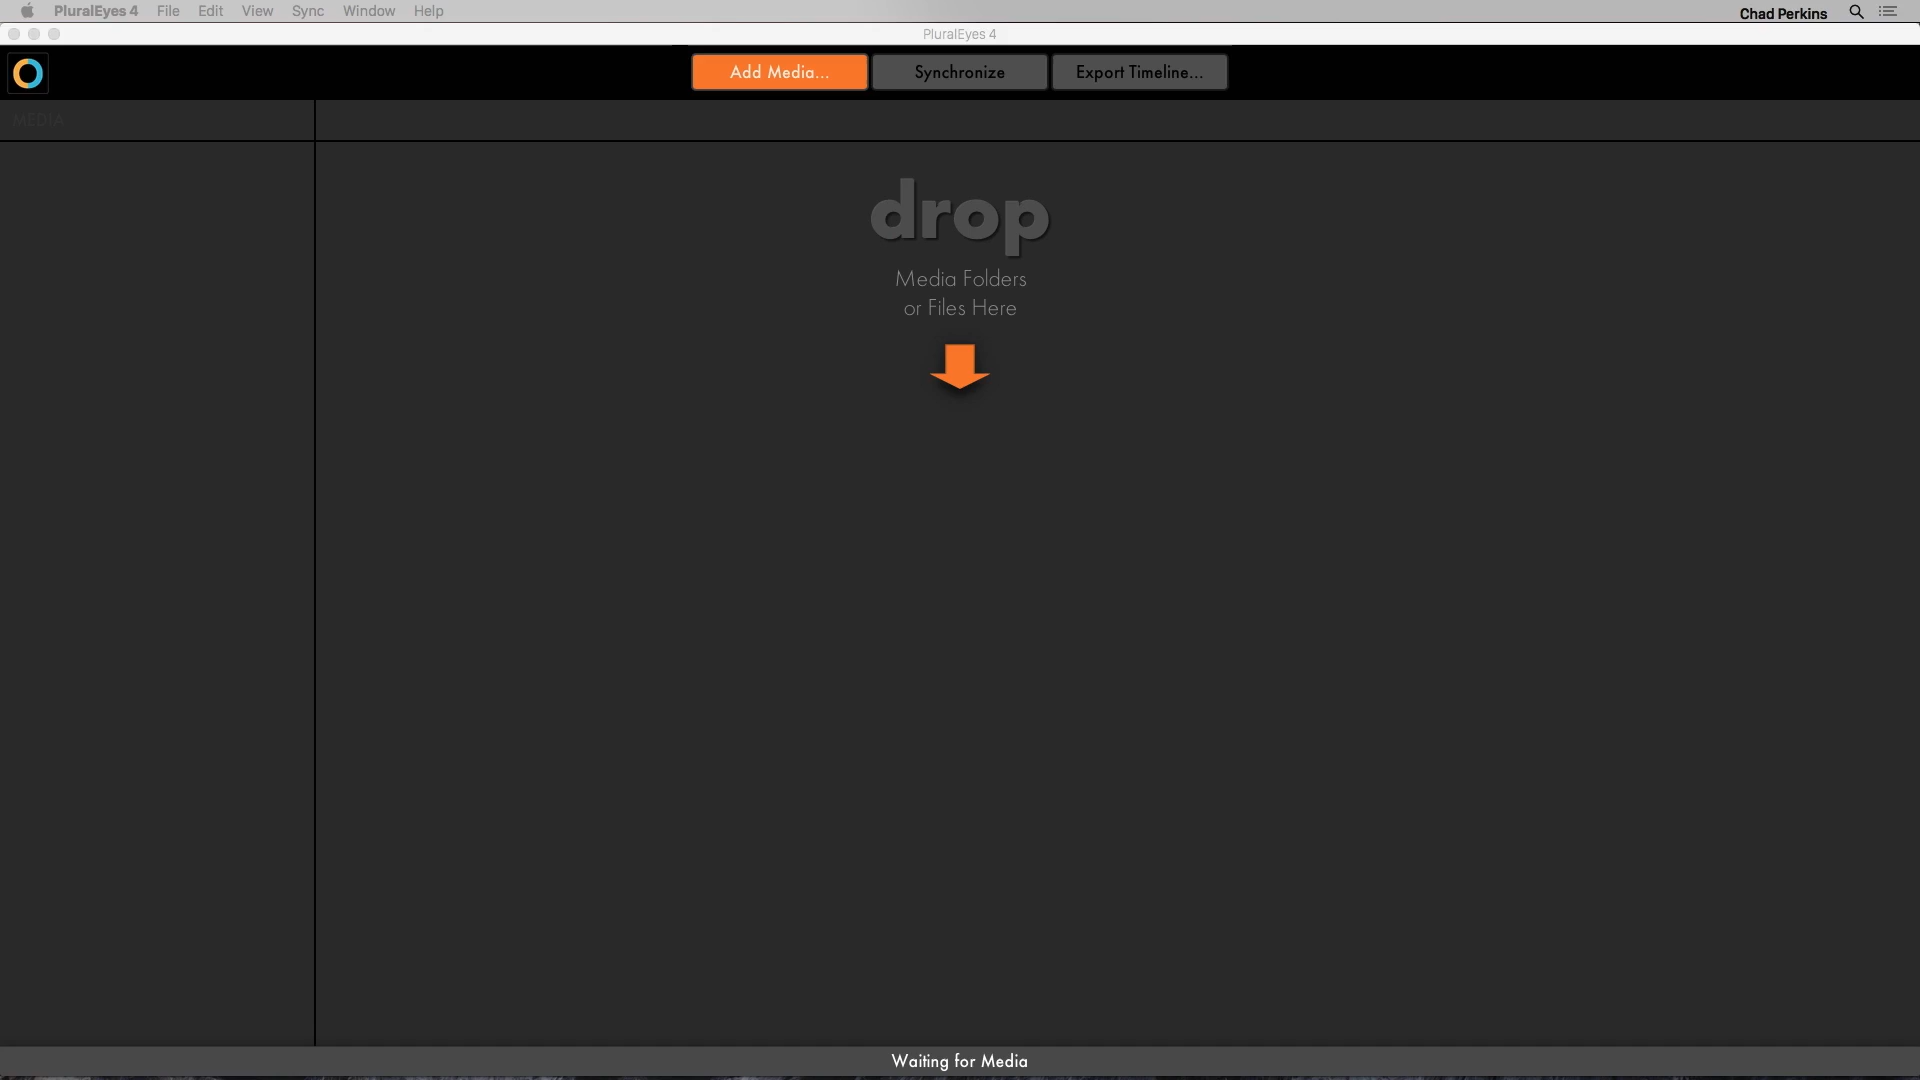 PluralEyes 4 File Edit View Sync Window Help Chad Perkins
PluralEyes 4
Add Media... Synchronize Export Timeline...
MEDIA
drop
Media Folders
or Files Here
Waiting for Media